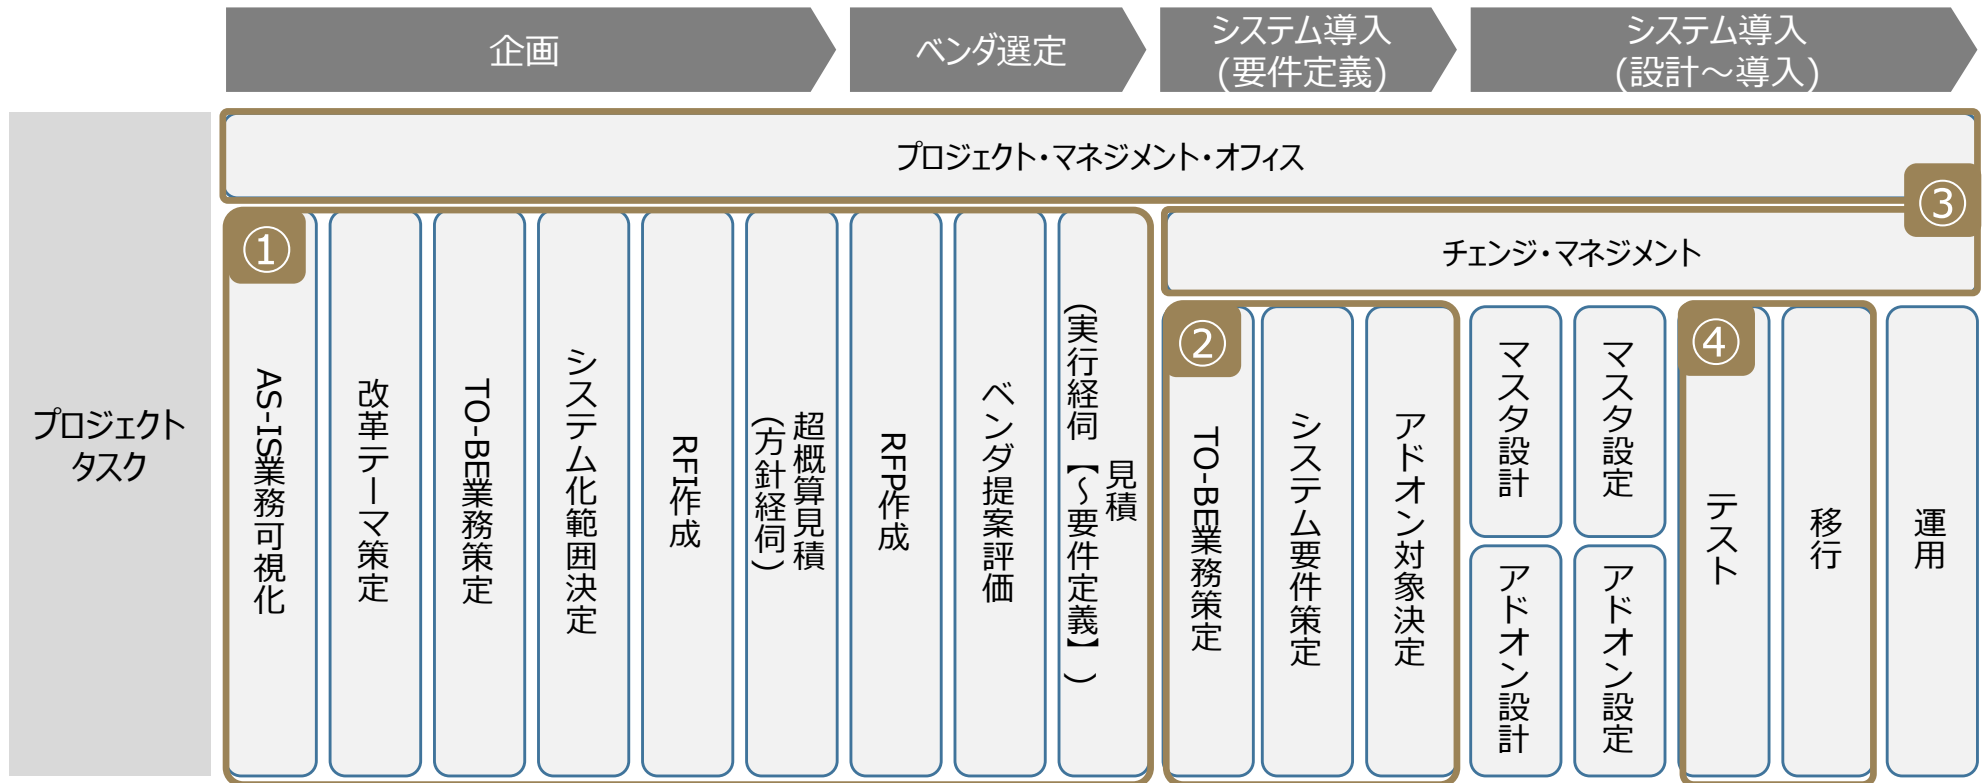 企画
ベンダ選定
システム導入
(要件定義)
システム導入
(設計～導入)
プロジェクト
タスク
プロジェクト・マネジメント・オフィス
③
チェンジ・マネジメント
①
AS-IS業務可視化
改革テーマ策定
TO-BE業務策定
システム化範囲決定
RFI作成
超概算見積
(方針経伺)
RFP作成
ベンダ提案評価
見積
(実行経伺【～要件定義】)
②
TO-BE業務策定
システム要件策定
アドオン対象決定
マスタ設計
マスタ設定
アドオン設計
アドオン設定
④
テスト
移行
運用